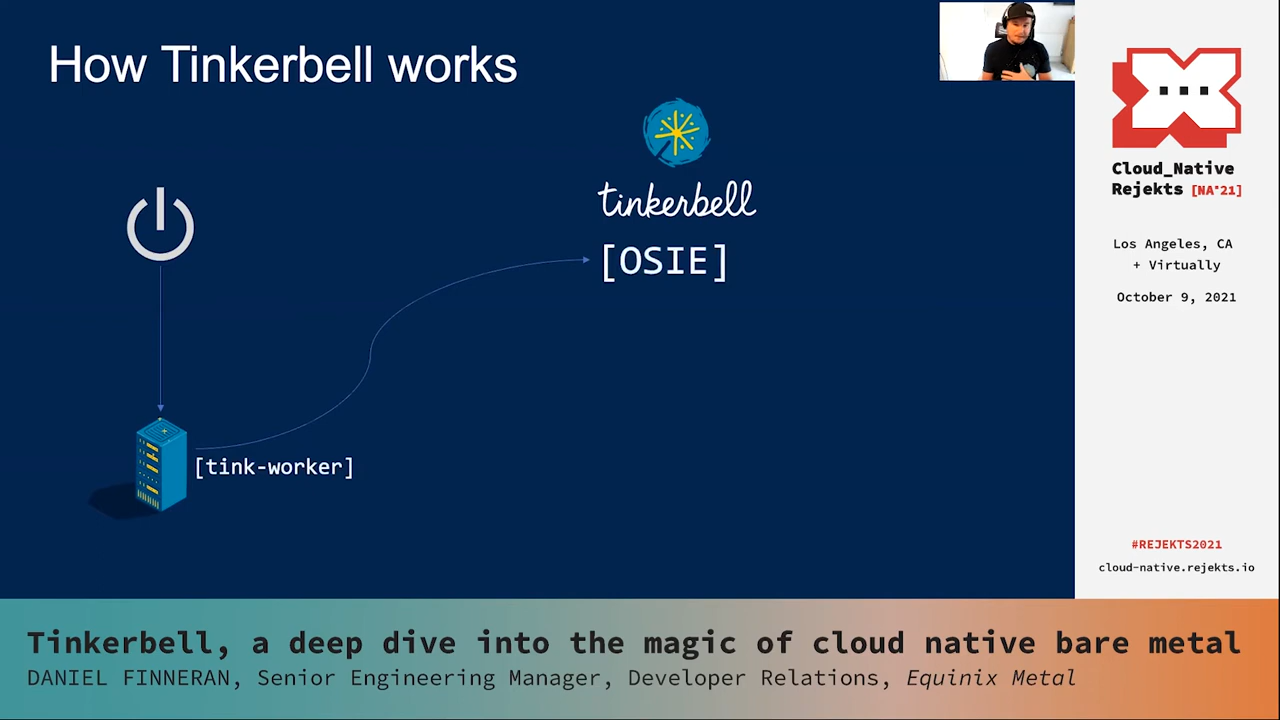 How Tinkerbell works
tinkerbell
[OSIE]
[tink-worker]
Cloud_Native
Rejekts [NA'21]
Los Angeles, CA
+ Virtually
October 9, 2021
#REJEKTS2021
cloud-native.rejekts.io
Tinkerbell, a deep dive into the magic of cloud native bare metal
DANIEL FINNERAN, Senior Engineering Manager, Developer Relations, Equinix Metal